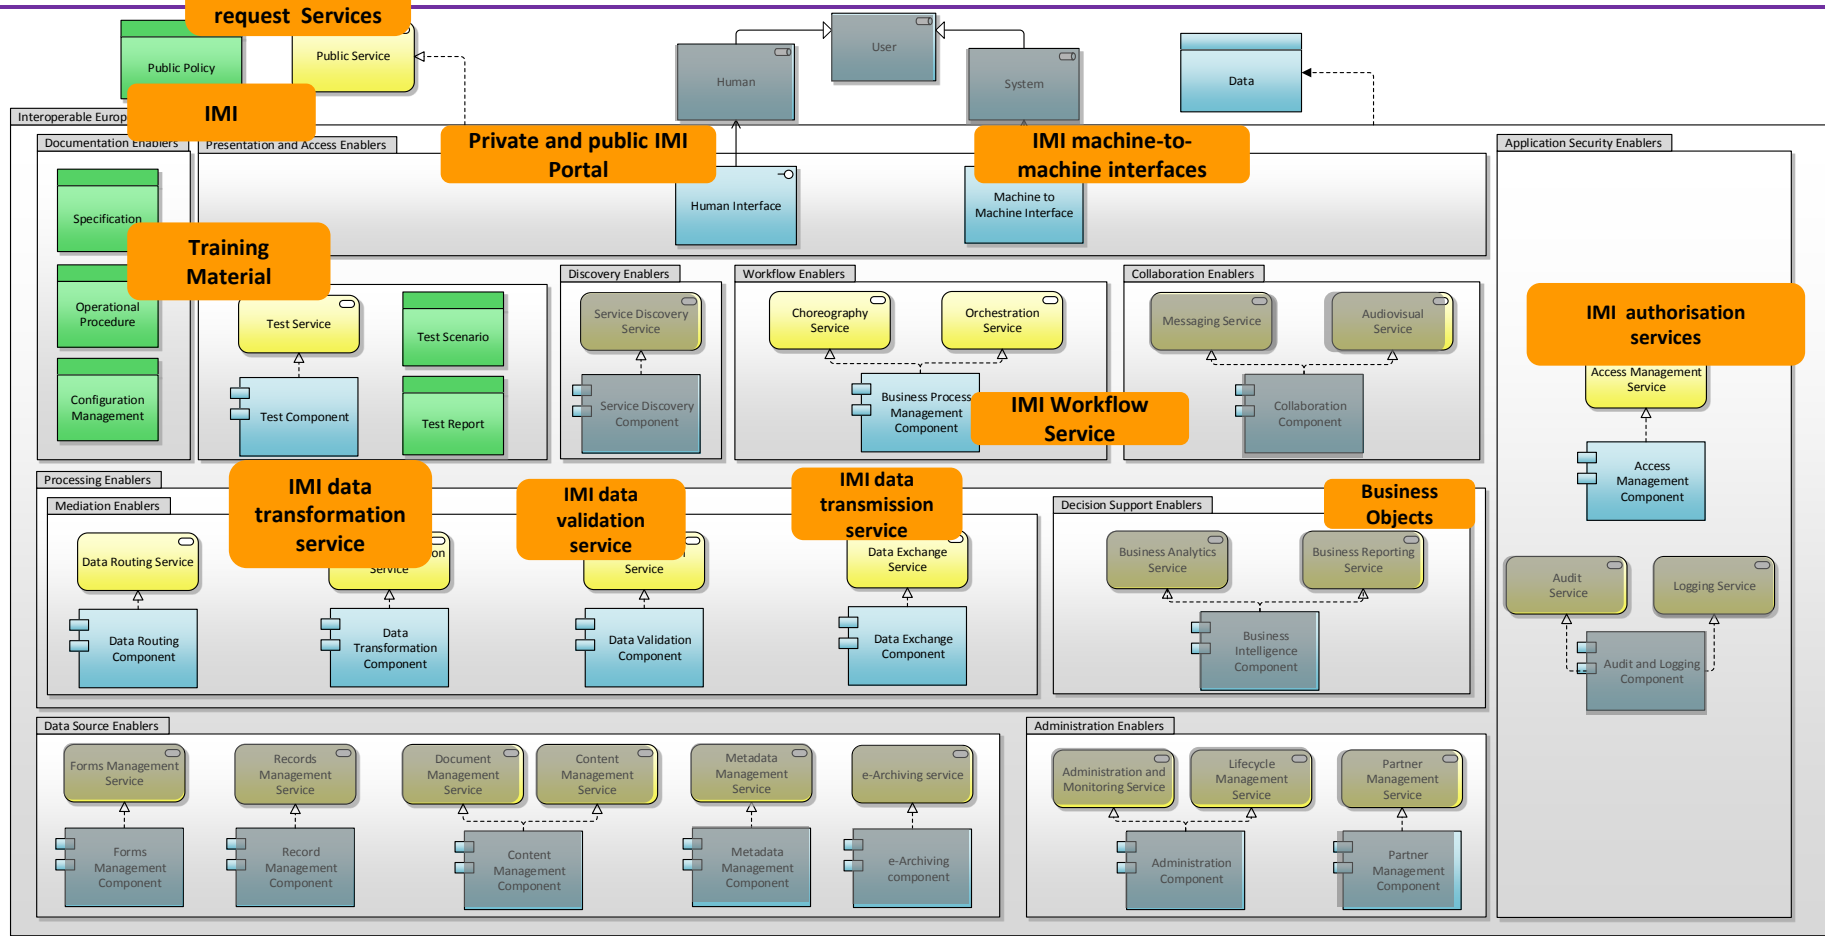 request Services
Public Policy
Public Service
Human
User
System
Data
Interoperable Europ
IMI
Documentation Enablers
Presentation and Access Enablers
Private and public IMI
Portal
IMI machine-to-
machine interfaces
Application Security Enablers
Specification
Human Interface
Machine to
Machine Interface
Training
Material
Operational
Procedure
Configuration
Management
Test Service
Test Component
Test Scenario
Test Report
Discovery Enablers
Service Discovery
Service
Service Discovery
Component
Workflow Enablers
Choreography
Service
Orchestration
Service
Business Process
Management
Component
IMI Workflow
Service
Collaboration Enablers
Messaging Service
Audiovisual
Service
Collaboration
Component
IMI authorisation
services
Access Management
Service
Access
Management
Component
Audit
Service
Logging Service
Audit and Logging
Component
Processing Enablers
Mediation Enablers
IMI data
transformation
service
IMI data
validation
service
IMI data
transmission
service
Data Routing Service
Service
Service
Data Exchange
Service
Data Routing
Component
Data
Transformation
Component
Data Validation
Component
Data Exchange
Component
Decision Support Enablers
Business
Objects
Business Analytics
Service
Business Reporting
Service
Business
Intelligence
Component
Data Source Enablers
Forms Management
Service
Records
Management
Service
Document
Management
Service
Content
Management
Service
Metadata
Management
Service
e-Archiving service
Forms
Management
Component
Record
Management
Component
Content
Management
Component
Metadata
Management
Component
e-Archiving
component
Administration Enablers
Administration and
Monitoring Service
Lifecycle
Management
Service
Partner
Management
Service
Administration
Component
Partner
Management
Component